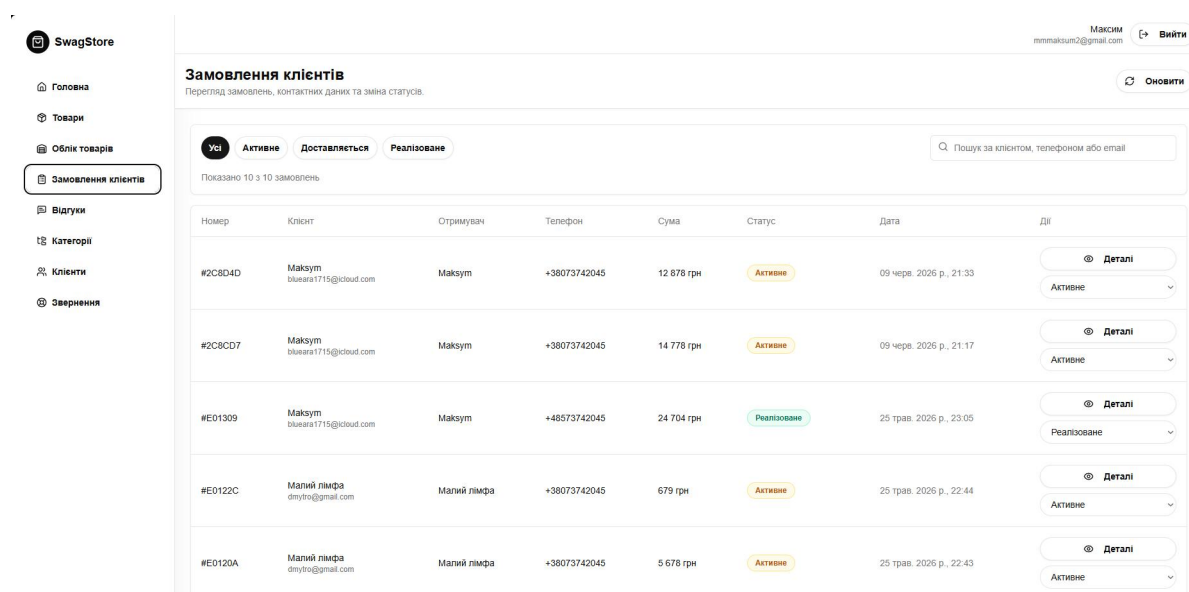 SwagStore
Максим
mmmaksum2@gmail.com
Вийти
Головна
Товари
Облік товарів
Замовлення клієнтів
Відгуки
Категорії
Клієнти
Звернення
Замовлення клієнтів
Перегляд замовлень, контактних даних та зміна статусів.
Оновити
Усі Активне Доставляється Реалізоване
Пошук за клієнтом, телефоном або email
Показано 10 з 10 замовлень
Номер Клієнт Отримувач Телефон Сума Статус Дата Дії
#2C8D4D Maksym Maksym +38073742045 12 878 грн Активне 09 черв. 2026 р., 21:33 Деталі
blueara1715@icloud.com Активне
#2C8CD7 Maksym Maksym +38073742045 14 778 грн Активне 09 черв. 2026 р., 21:17 Деталі
blueara1715@icloud.com Активне
#E01309 Maksym Maksym +48573742045 24 704 грн Реалізоване 25 трав. 2026 р., 23:05 Деталі
blueara1715@icloud.com Реалізоване
#E0122C Малий лімфа Малий лімфа +38073742045 679 грн Активне 25 трав. 2026 р., 22:44 Деталі
dmytro@gmail.com Активне
#E0120A Малий лімфа Малий лімфа +38073742045 5 678 грн Активне 25 трав. 2026 р., 22:43 Деталі
dmytro@gmail.com Активне